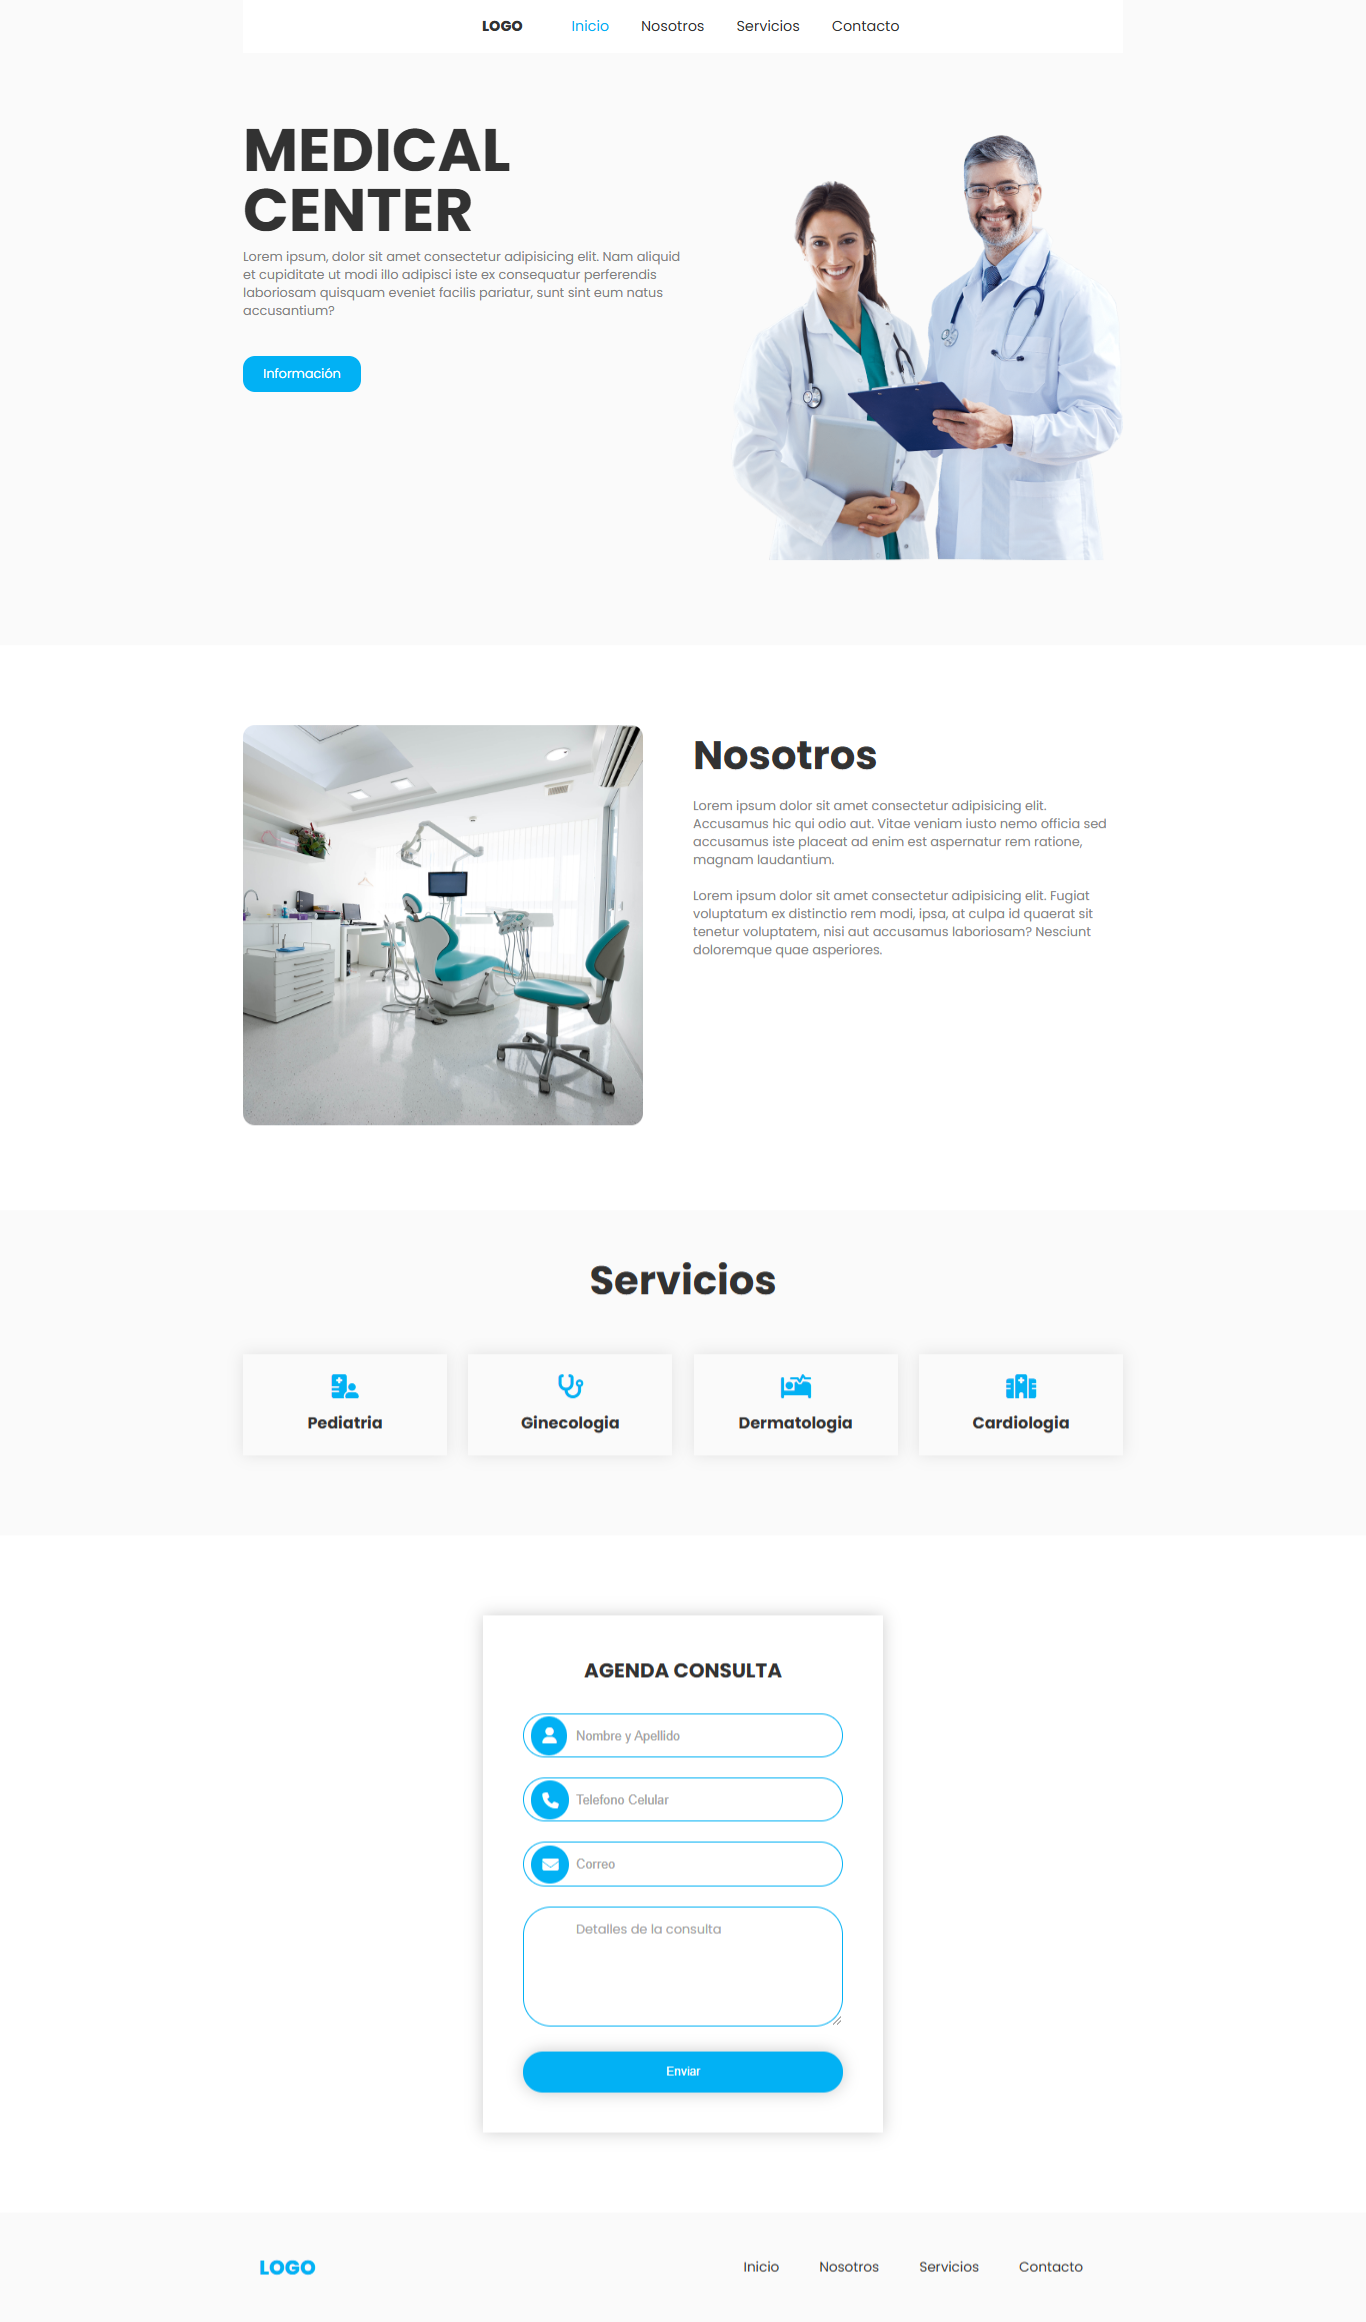 LOGO Inicio Nosotros Servicios Contacto
MEDICAL
CENTER
Lorem ipsum, dolor sit amet consectetur adipisicing elit. Nam aliquid
et cupiditate ut modi illo adipisci iste ex consequatur perferendis
laboriosam quisquam eveniet facilis pariatur, sunt sint eum natus
accusantium?
Información
Nosotros
Lorem ipsum dolor sit amet consectetur adipisicing elit.
Accusamus hic qui odio aut. Vitae veniam iusto nemo officia sed
accusamus iste placeat ad enim est aspernatur rem ratione,
magnam laudantium.
Lorem ipsum dolor sit amet consectetur adipisicing elit. Fugiat
voluptatum ex distinctio rem modi, ipsa, at culpa id quaerat sit
tenetur voluptatem, nisi aut accusamus laboriosam? Nesciunt
doloremque quae asperiores.
Servicios
Pediatria
Ginecologia
Dermatologia
Cardiologia
AGENDA CONSULTA
Nombre y Apellido
Telefono Celular
Correo
Detalles de la consulta
Enviar
LOGO Inicio Nosotros Servicios Contacto